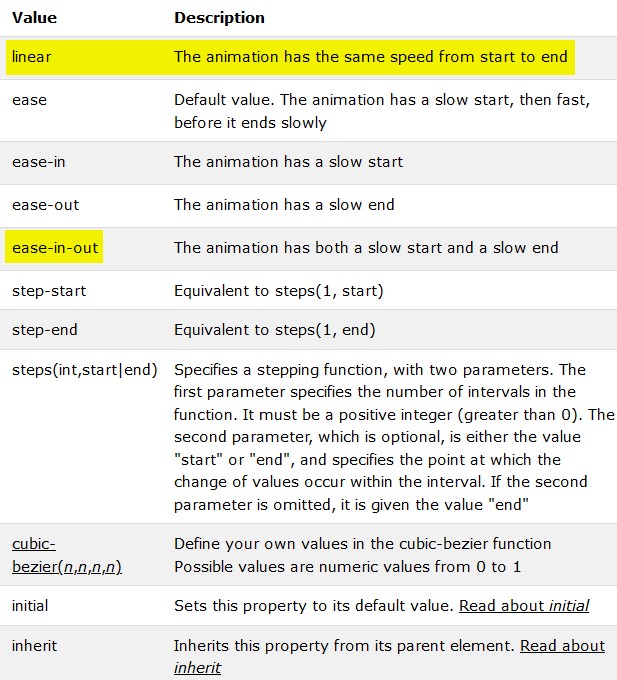 Value Description
linear The animation has the same speed from start to end
ease Default value. The animation has a slow start, then fast,
before it ends slowly
ease-in The animation has a slow start
ease-out The animation has a slow end
ease-in-out The animation has both a slow start and a slow end
step-start Equivalent to steps(1, start)
step-end Equivalent to steps(1, end)
steps(int,start|end) Specifies a stepping function, with two parameters. The
first parameter specifies the number of intervals in the
function. It must be a positive integer (greater than 0). The
second parameter, which is optional, is either the value
"start" or "end", and specifies the point at which the
change of values occur within the interval. If the second
parameter is omitted, it is given the value "end"
cubic- Define your own values in the cubic-bezier function
bezier(n,n,n,n) Possible values are numeric values from 0 to 1
initial Sets this property to its default value. Read about initial
inherit Inherits this property from its parent element. Read about
inherit